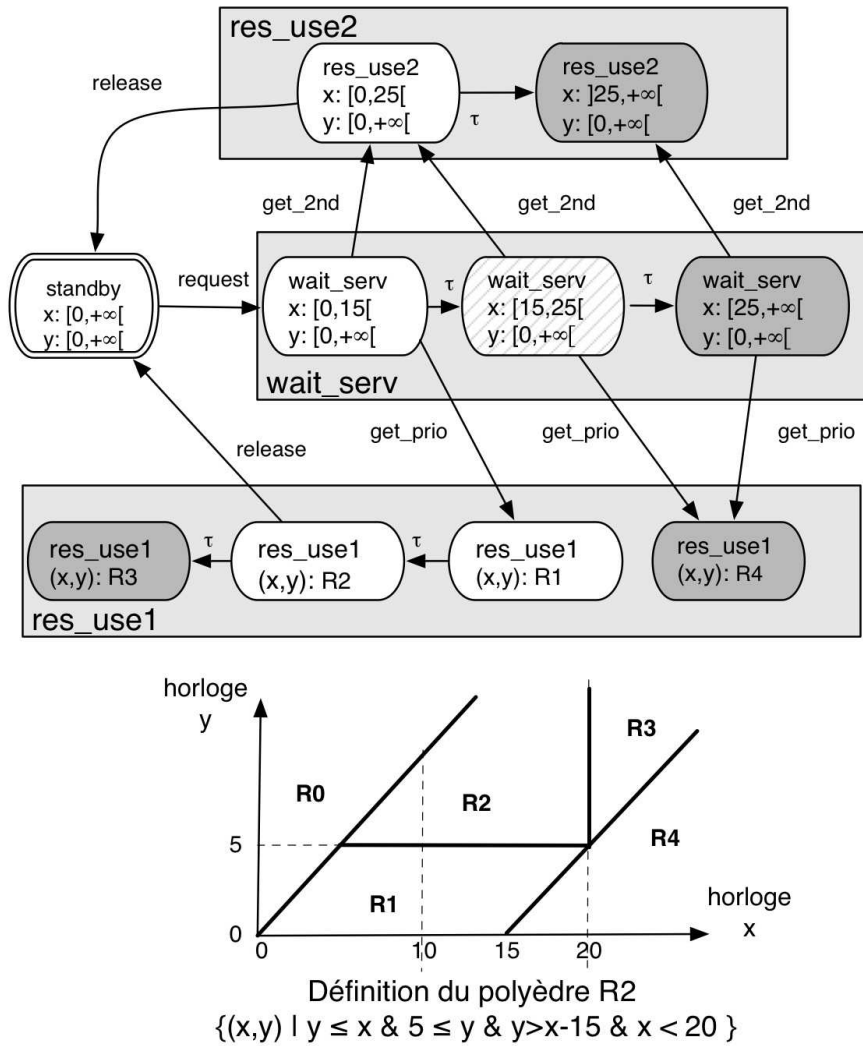 res_use2
res_use2
x: [0,25[
y: [0,+∞[
τ
res_use2
x: ]25,+∞[
y: [0,+∞[
release
get_2nd
get_2nd
get_2nd
standby
x: [0,+∞[
y: [0,+∞[
request
wait_serv
x: [0,15[
y: [0,+∞[
τ
wait_serv
x: [15,25[
y: [0,+∞[
τ
wait_serv
x: [25,+∞[
y: [0,+∞[
wait_serv
release
get_prio
get_prio
get_prio
res_use1
(x,y): R3
τ
res_use1
(x,y): R2
τ
res_use1
(x,y): R1
res_use1
(x,y): R4
res_use1
horloge
y
R0
R2
R3
R4
R1
5
0
0
10
15
20
horloge
x
Définition du polyèdre R2
{(x,y) | y ≤ x & 5 ≤ y & y>x-15 & x < 20 }